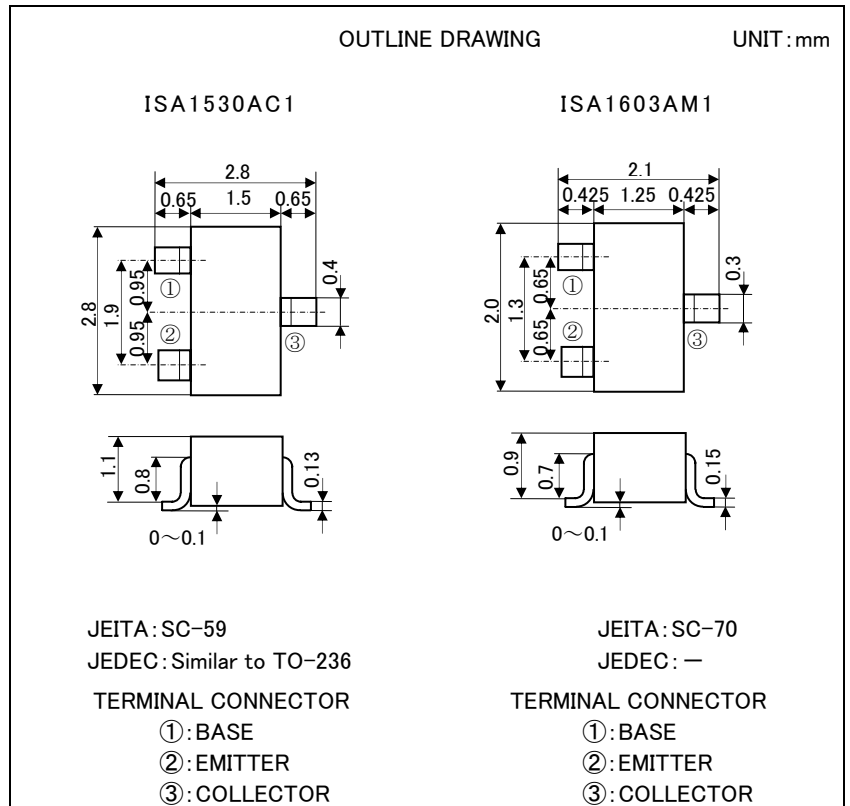 OUTLINE DRAWING UNIT:mm
ISA1530AC1
2.8
0.65 1.5 0.65
2.8
1.9
0.95
0.95
0.4
①
②
③
1.1
0.8
0.13
0～0.1
JEITA:SC-59
JEDEC:Similar to TO-236
TERMINAL CONNECTOR
①:BASE
②:EMITTER
③:COLLECTOR
ISA1603AM1
2.1
0.425 1.25 0.425
2.0
1.3
0.65
0.65
0.3
①
②
③
0.9
0.7
0.15
0～0.1
JEITA:SC-70
JEDEC:－
TERMINAL CONNECTOR
①:BASE
②:EMITTER
③:COLLECTOR